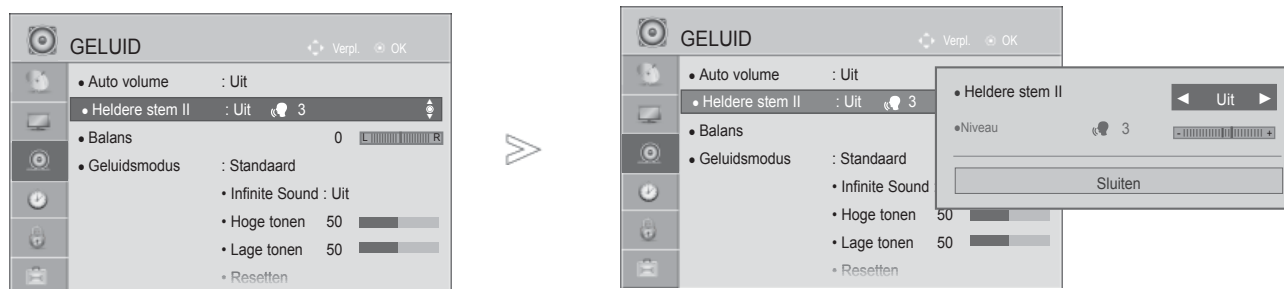 GELUID Verpl. OK
• Auto volume : Uit
• Heldere stem II : Uit 3
• Balans 0 L R
• Geluidsmodus : Standaard
• Infinite Sound : Uit
• Hoge tonen 50
• Lage tonen 50
• Resetten
GELUID Verpl. OK
• Auto volume : Uit
• Heldere stem II : Uit 3
• Balans
• Geluidsmodus : Standaard
• Infinite Sound :
• Hoge tonen 50
• Lage tonen 50
• Resetten
• Heldere stem II ◄ Uit ►
•Niveau 3 - +
Sluiten